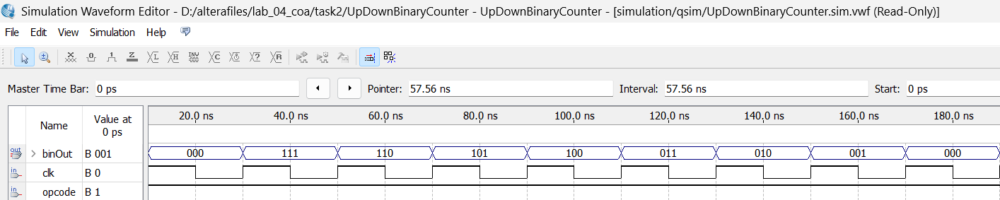 Simulation Waveform Editor - D:/alterafiles/lab_04_coa/task2/UpDownBinaryCounter - UpDownBinaryCounter - [simulation/qsim/UpDownBinaryCounter.sim.vwf (Read-Only)]
File Edit View Simulation Help
Master Time Bar: 0 ps Pointer: 57.56 ns Interval: 57.56 ns Start: 0 ps
Name Value at 0 ps 20.0 ns 40.0 ns 60.0 ns 80.0 ns 100.0 ns 120.0 ns 140.0 ns 160.0 ns 180.0 ns
out binOut B 001 000 111 110 101 100 011 010 001 000
in clk B 0
in opcode B 1